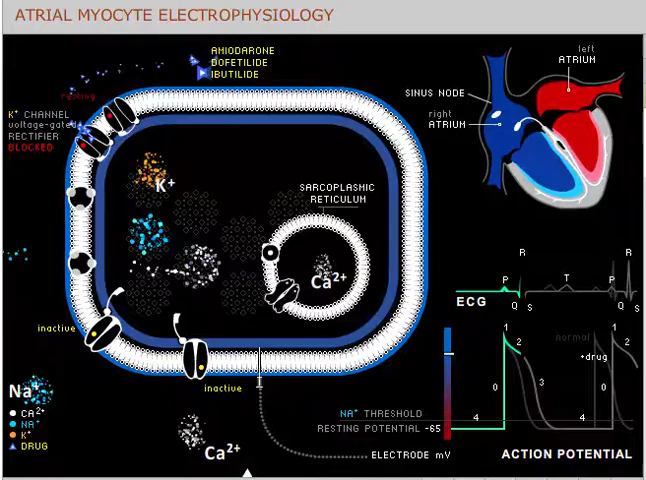 ATRIAL MYOCYTE ELECTROPHYSIOLOGY
AMIODARONE
DOFETILIDE
IBUTILIDE
left
ATRIUM
SINUS NODE
right
ATRIUM
resting
K+ CHANNEL
voltage-gated
RECTIFIER
BLOCKED
K+
SARCOPLASMIC
RETICULUM
Ca2+
R
R
P
T
P
ECG
Q
S
Q
S
inactive
inactive
1
2
0
3
4
normal
+drug
1
2
0
4
Na+
CA2+
NA+
K+
DRUG
Ca2+
NA+ THRESHOLD
RESTING POTENTIAL -65
ELECTRODE mV
ACTION POTENTIAL